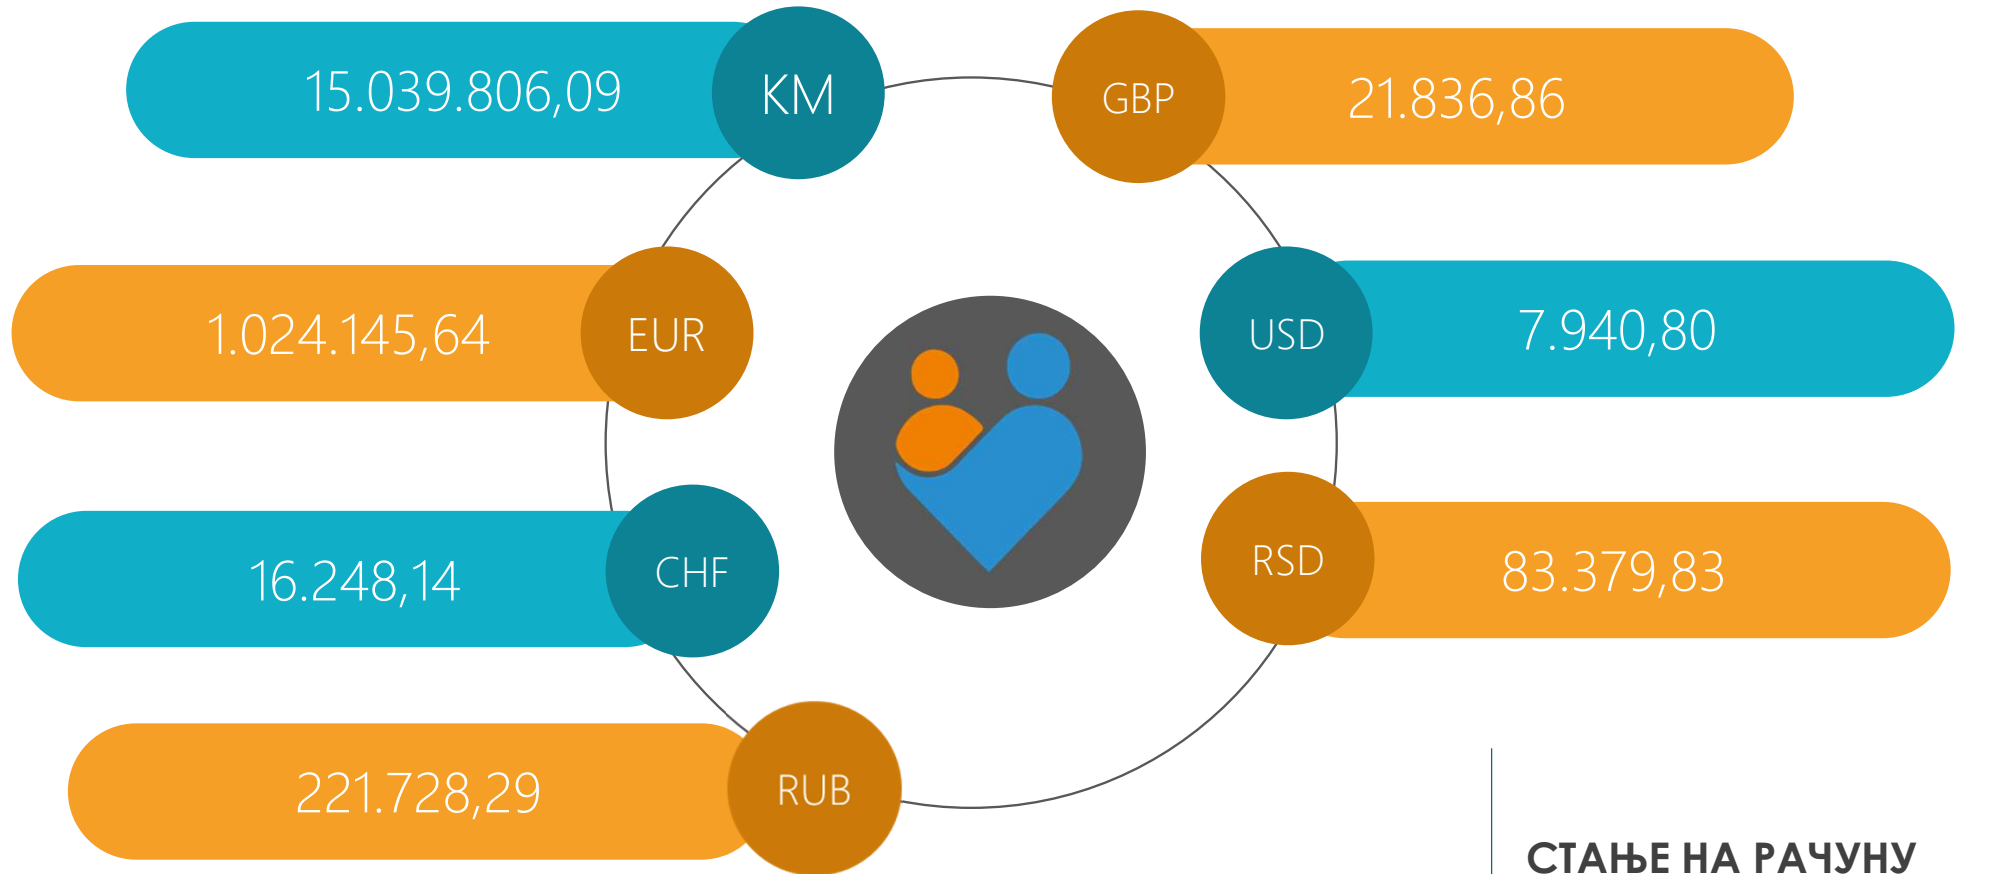 15.039.806,09
KM
GBP
21.836,86
1.024.145,64
EUR
USD
7.940,80
16.248,14
CHF
RSD
83.379,83
221.728,29
RUB
СТАЊЕ НА РАЧУНУ